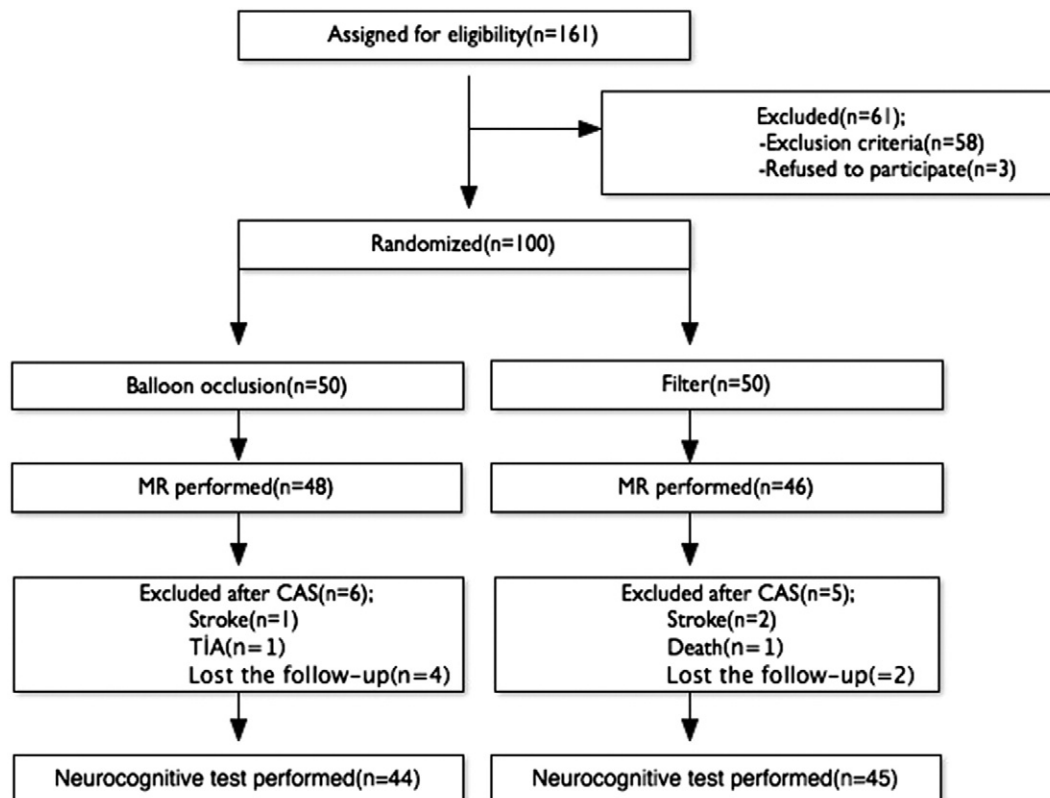 Assigned for eligibility(n=161)
Excluded(n=61);
-Exclusion criteria(n=58)
-Refused to participate(n=3)
Randomized(n=100)
Balloon occlusion(n=50)
Filter(n=50)
MR performed(n=48)
MR performed(n=46)
Excluded after CAS(n=6);
Stroke(n=1)
TİA(n=1)
Lost the follow-up(n=4)
Excluded after CAS(n=5);
Stroke(n=2)
Death(n=1)
Lost the follow-up(=2)
Neurocognitive test performed(n=44)
Neurocognitive test performed(n=45)